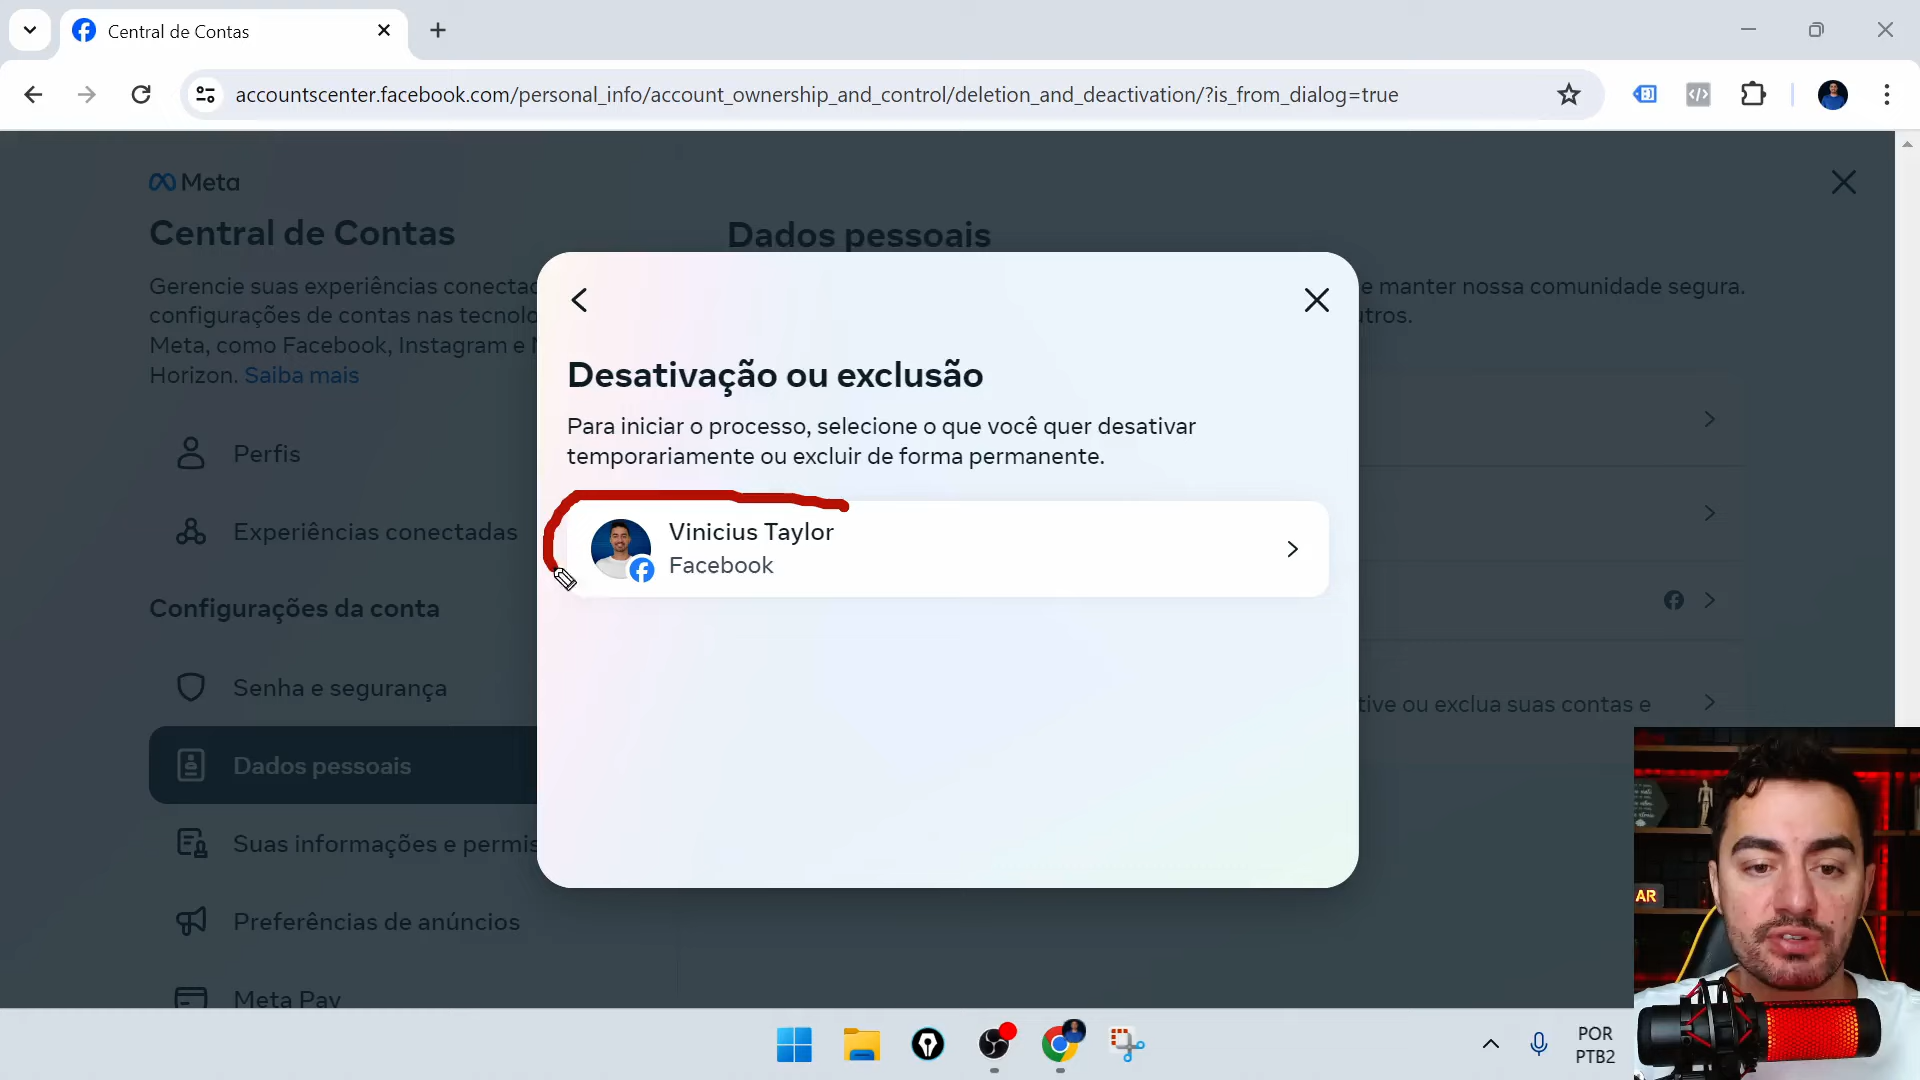 Central de Contas
accountscenter.facebook.com/personal_info/account_ownership_and_control/deletion_and_deactivation/?is_from_dialog=true
Meta
Central de Contas
Gerencie suas experiências conectad
configurações de contas nas tecnolo
Meta, como Facebook, Instagram e
Horizon. Saiba mais
Perfis
Experiências conectadas
Configurações da conta
Senha e segurança
Dados pessoais
Suas informações e permis
Preferências de anúncios
Meta Pay
Dados pessoais
e manter nossa comunidade segura.
utros.
tive ou exclua suas contas e
Desativação ou exclusão
Para iniciar o processo, selecione o que você quer desativar
temporariamente ou excluir de forma permanente.
Vinicius Taylor
Facebook
AR
POR
PTB2